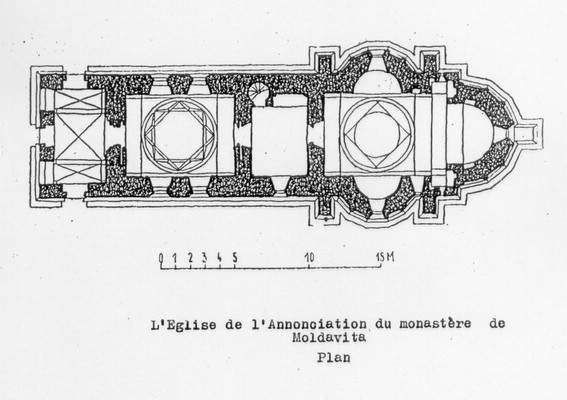 0 1 2 3 4 5 10 15 M
L'Eglise de l'Annonciation du monastère de
Moldavita
Plan